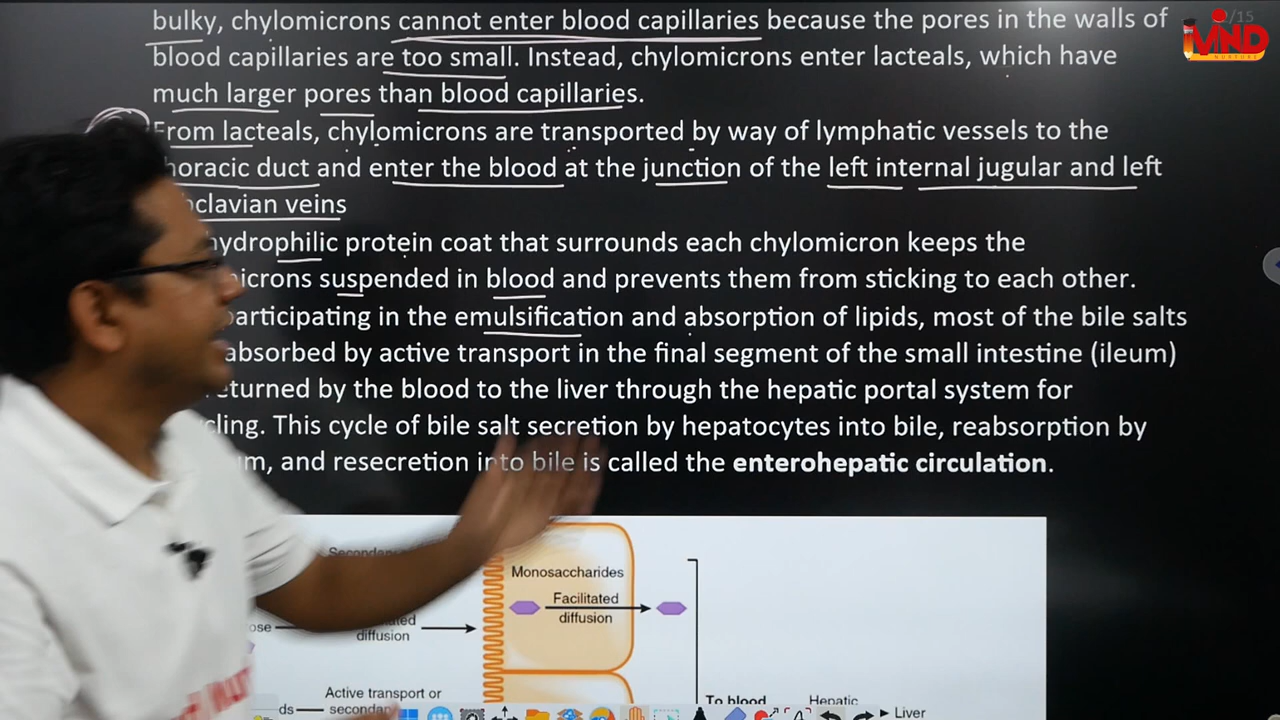 bulky, chylomicrons cannot enter blood capillaries because the pores in the walls of
blood capillaries are too small. Instead, chylomicrons enter lacteals, which have
much larger pores than blood capillaries.
From lacteals, chylomicrons are transported by way of lymphatic vessels to the
horacic duct and enter the blood at the junction of the left internal jugular and left
clavian veins
hydrophilic protein coat that surrounds each chylomicron keeps the
microns suspended in blood and prevents them from sticking to each other.
participating in the emulsification and absorption of lipids, most of the bile salts
absorbed by active transport in the final segment of the small intestine (ileum)
eturned by the blood to the liver through the hepatic portal system for
cling. This cycle of bile salt secretion by hepatocytes into bile, reabsorption by
m, and resecretion into bile is called the enterohepatic circulation.
/15
MIND
NURTURE
Monosaccharides
Facilitated
diffusion
ose
diffusion
Active transport or
ds
To blood
Hepatic
Liver